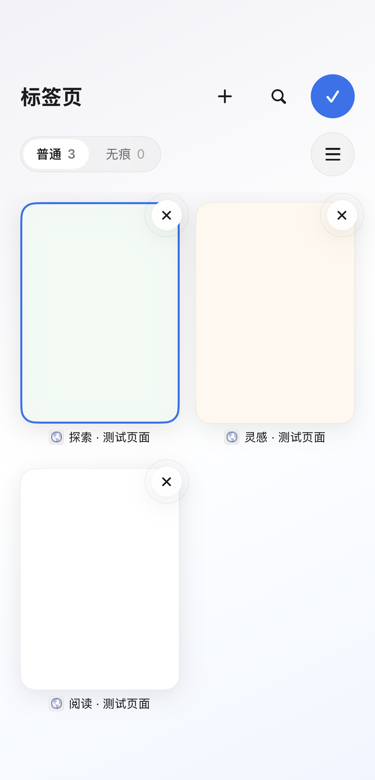 标签页
普通 3 无痕 0
探索 · 测试页面
灵感 · 测试页面
阅读 · 测试页面